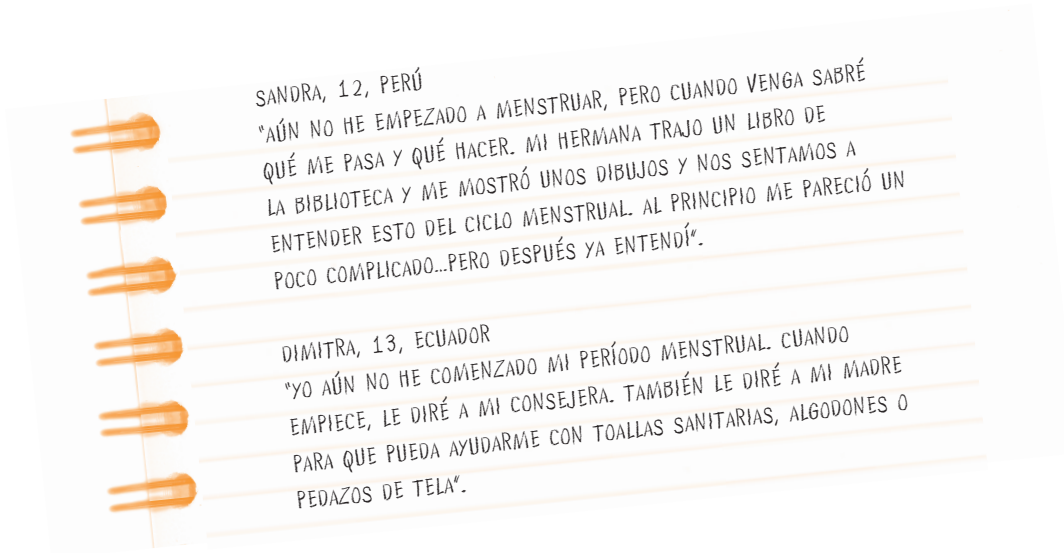 SANDRA, 12, PERÚ
"AÚN NO HE EMPEZADO A MENSTRUAR, PERO CUANDO VENGA SABRÉ
QUÉ ME PASA Y QUÉ HACER. MI HERMANA TRAJO UN LIBRO DE
LA BIBLIOTECA Y ME MOSTRÓ UNOS DIBUJOS Y NOS SENTAMOS A
ENTENDER ESTO DEL CICLO MENSTRUAL. AL PRINCIPIO ME PARECIÓ UN
POCO COMPLICADO...PERO DESPUÉS YA ENTENDÍ".
DIMITRA, 13, ECUADOR
"YO AÚN NO HE COMENZADO MI PERÍODO MENSTRUAL. CUANDO
EMPIECE, LE DIRÉ A MI CONSEJERA. TAMBIÉN LE DIRÉ A MI MADRE
PARA QUE PUEDA AYUDARME CON TOALLAS SANITARIAS, ALGODONES O
PEDAZOS DE TELA".